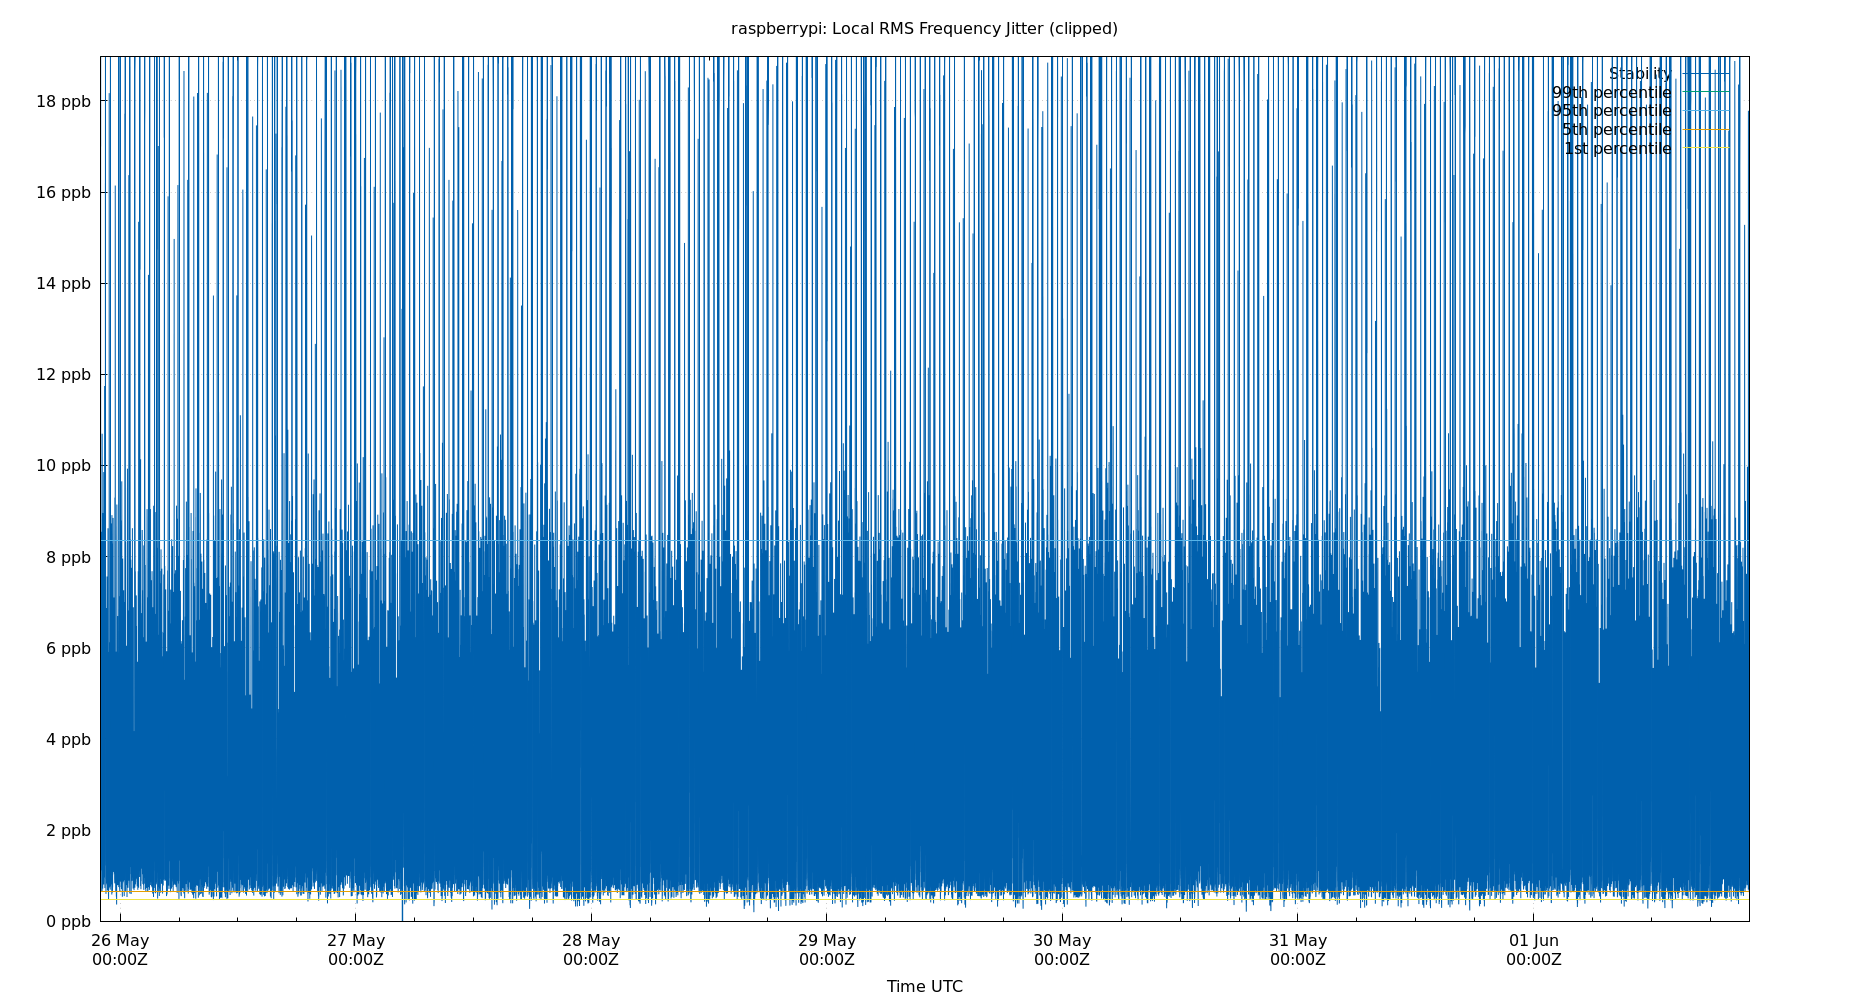 raspberrypi: Local RMS Frequency Jitter (clipped)
Stability
99th percentile
95th percentile
5th percentile
1st percentile
18 ppb
16 ppb
14 ppb
12 ppb
10 ppb
8 ppb
6 ppb
4 ppb
2 ppb
0 ppb
26 May 27 May 28 May 29 May 30 May 31 May 01 Jun
00:00Z 00:00Z 00:00Z 00:00Z 00:00Z 00:00Z 00:00Z
Time UTC